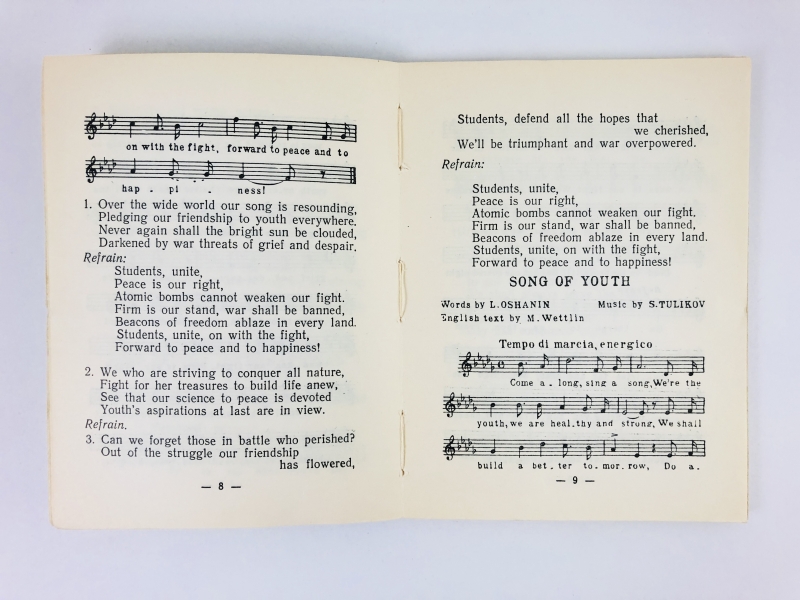 on with the fight, forward to peace and to
hap - pi - ness!
1. Over the wide world our song is resounding,
Pledging our friendship to youth everywhere.
Never again shall the bright sun be clouded,
Darkened by war threats of grief and despair.
Refrain:
Students, unite,
Peace is our right,
Atomic bombs cannot weaken our fight.
Firm is our stand, war shall be banned,
Beacons of freedom ablaze in every land.
Students, unite, on with the fight,
Forward to peace and to happiness!
2. We who are striving to conquer all nature,
Fight for her treasures to build life anew,
See that our science to peace is devoted
Youth's aspirations at last are in view.
Refrain.
3. Can we forget those in battle who perished?
Out of the struggle our friendship
has flowered,
— 8 —
Students, defend all the hopes that
we cherished,
We'll be triumphant and war overpowered.
Refrain:
Students, unite,
Peace is our right,
Atomic bombs cannot weaken our fight.
Firm is our stand, war shall be banned,
Beacons of freedom ablaze in every land.
Students, unite, on with the fight,
Forward to peace and to happiness!
SONG OF YOUTH
Words by L. OSHANIN Music by S. TULIKOV
English text by M. Wettlin
Tempo di marcia, energico
Come a - long, sing a song, We're the
youth, we are heal - thy and strong, We shall
build a bet - ter to - mor - row, Do a -
— 9 —